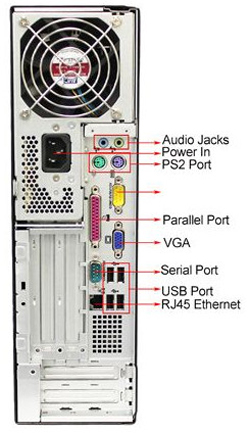 Audio Jacks
Power In
PS2 Port
Parallel Port
VGA
Serial Port
USB Port
RJ45 Ethernet